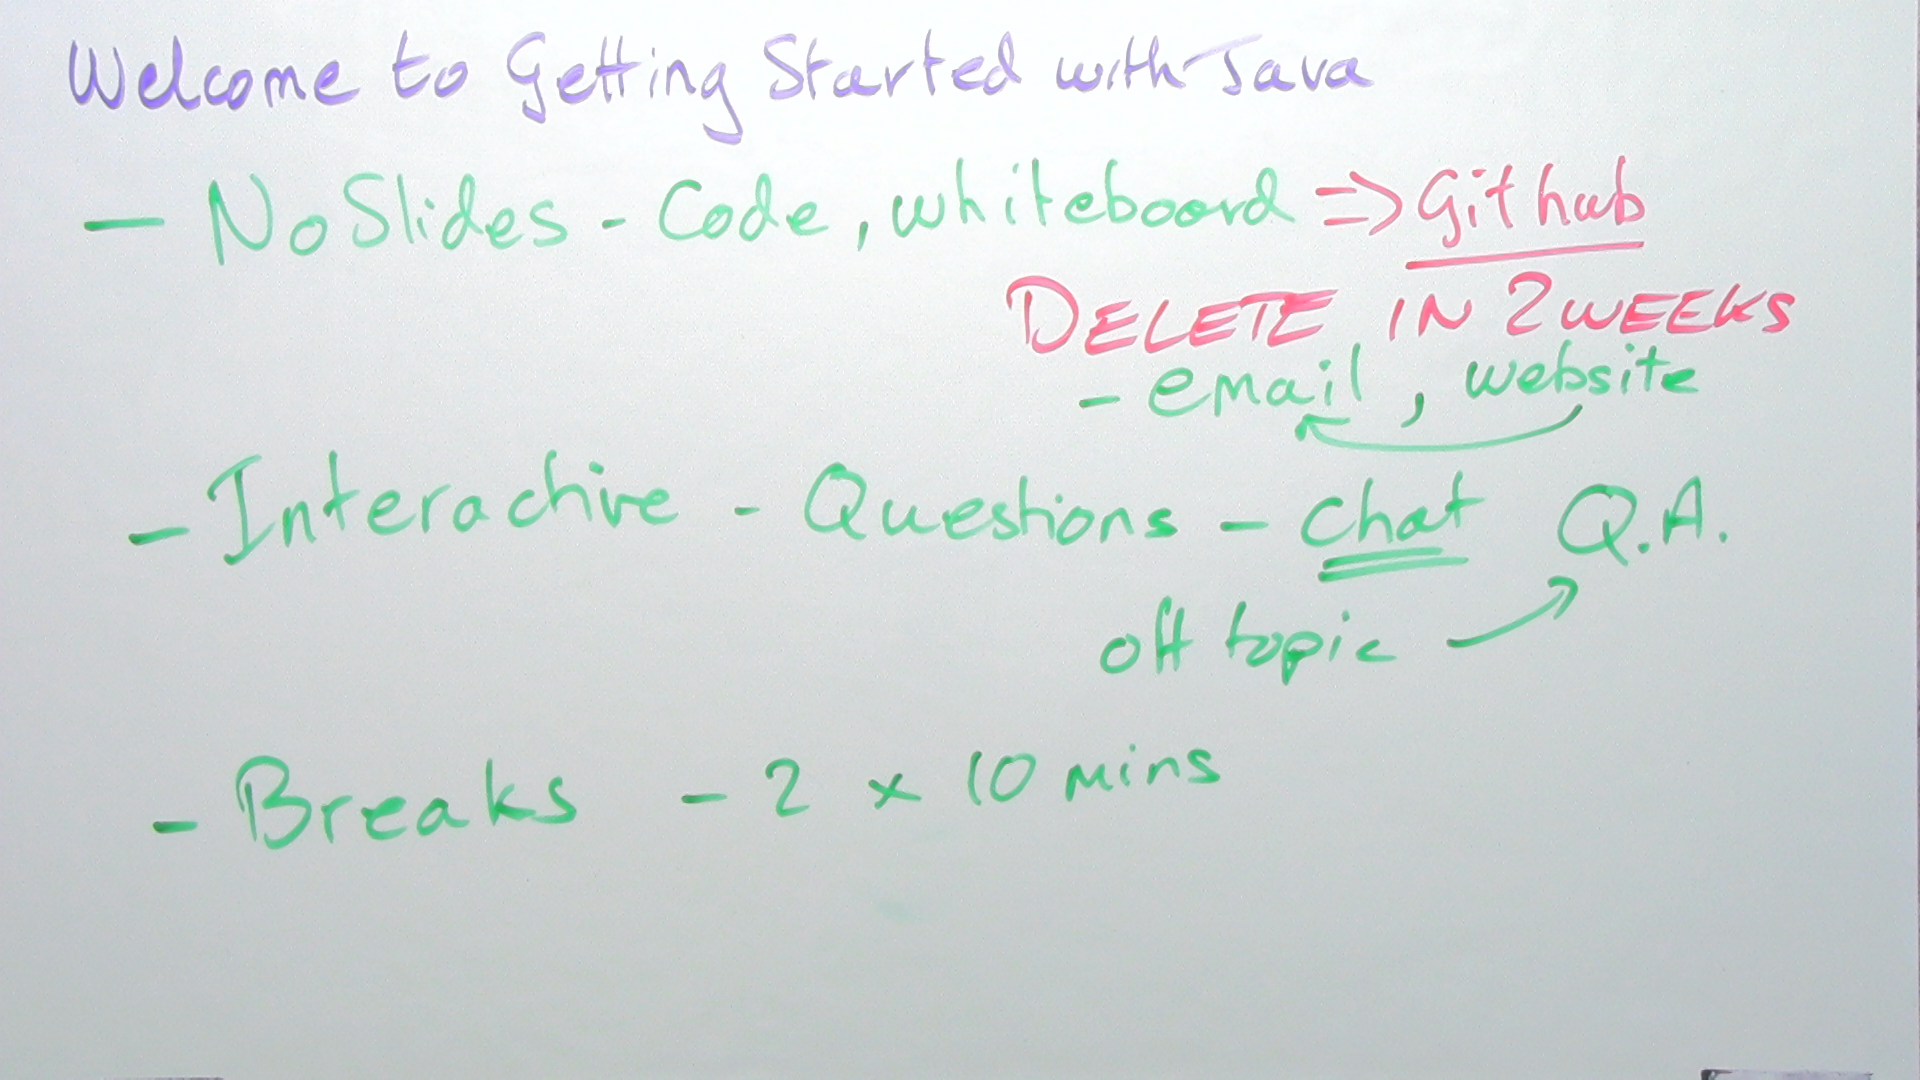 Welcome to Getting Started with Java
- No Slides - Code, whiteboard => Github
DELETE IN 2 WEEKS
- email, website
- Interactive - Questions - chat Q.A.
off topic
- Breaks - 2 x 10 mins